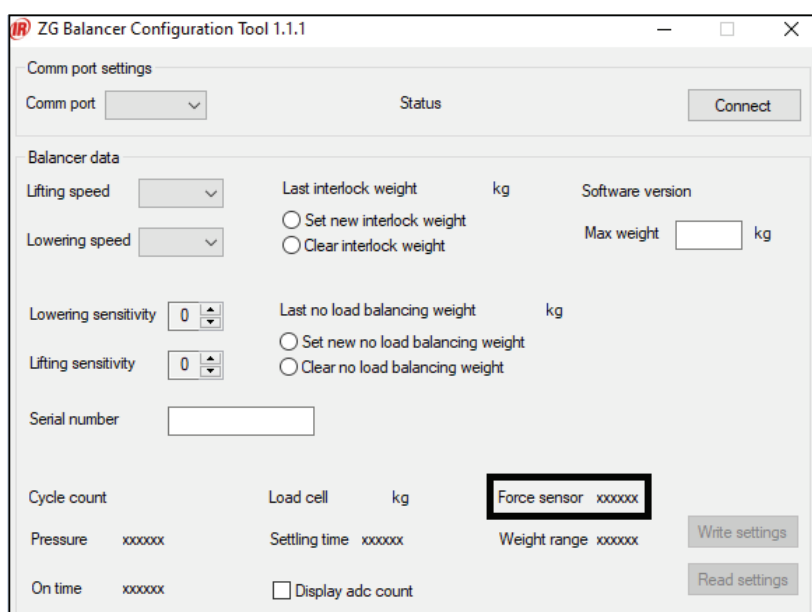 IR ZG Balancer Configuration Tool 1.1.1
Comm port settings
Comm port Status Connect
Balancer data
Lifting speed Last interlock weight kg Software version
Set new interlock weight
Lowering speed Clear interlock weight Max weight kg
Lowering sensitivity 0 Last no load balancing weight kg
Set new no load balancing weight
Lifting sensitivity 0 Clear no load balancing weight
Serial number
Cycle count Load cell kg Force sensor xxxxxx
Pressure xxxxxx Settling time xxxxxx Weight range xxxxxx Write settings
On time xxxxxx Display adc count Read settings